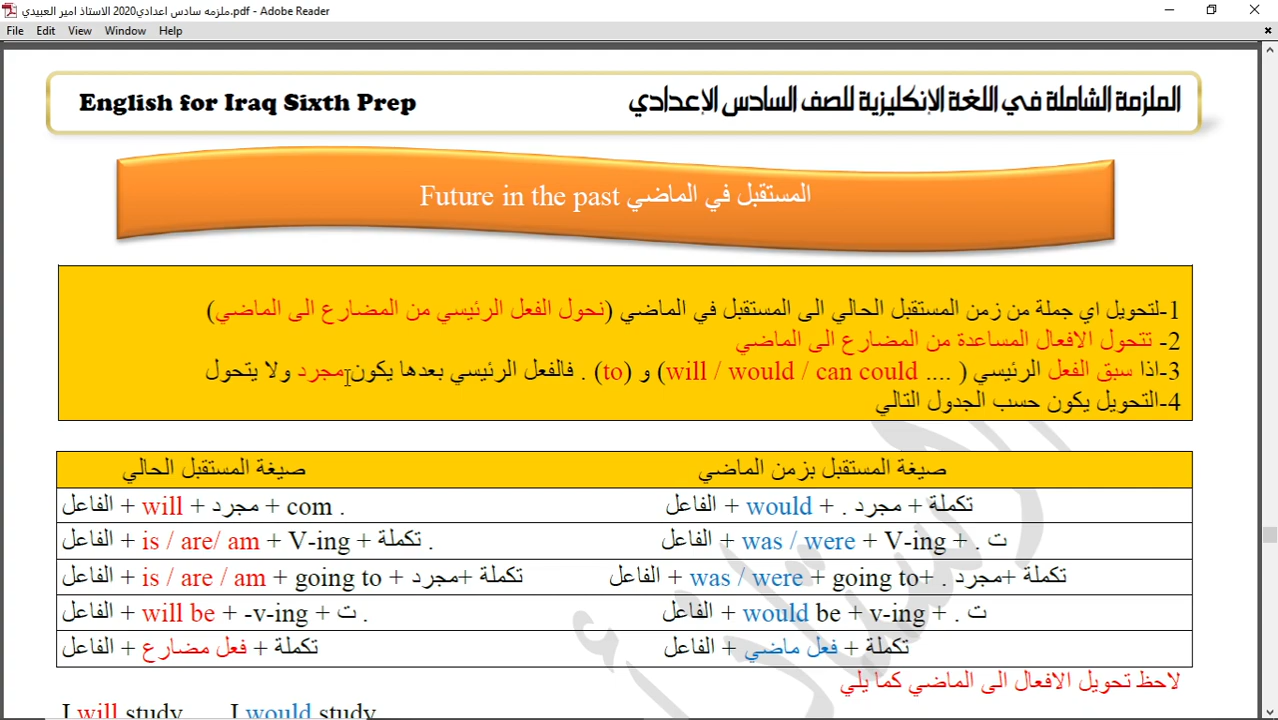 ملزمه سادس اعدادي2020 الاستاذ امير العبيدي.pdf - Adobe Reader
File Edit View Window Help
English for Iraq Sixth Prep
الملزمة الشاملة في اللغة الإنكليزية للصف السادس الإعدادي
Future in the past المستقبل في الماضي
1-لتحويل اي جملة من زمن المستقبل الحالي الى المستقبل في الماضي (نحول الفعل الرئيسي من المضارع الى الماضي)
2- تتحول الافعال المساعدة من المضارع الى الماضي
3-اذا سبق الفعل الرئيسي ( .... will / would / can could) و (to) . فالفعل الرئيسي بعدها يكون مجرد ولا يتحول
4-التحويل يكون حسب الجدول التالي
صيغة المستقبل الحالي صيغة المستقبل بزمن الماضي
الفاعل + will + مجرد + com . الفاعل + would + . مجرد + تكملة
الفاعل + is / are/ am + V-ing + تكملة . الفاعل + was / were + V-ing + . ت
الفاعل + is / are / am + going to + مجرد+ تكملة الفاعل + was / were + going to+ . مجرد+ تكملة
الفاعل + will be + -v-ing + ت . الفاعل + would be + v-ing + . ت
الفاعل + فعل مضارع + تكملة الفاعل + فعل ماضي + تكملة
لاحظ تحويل الافعال الى الماضي كما يلي
I will study I would study